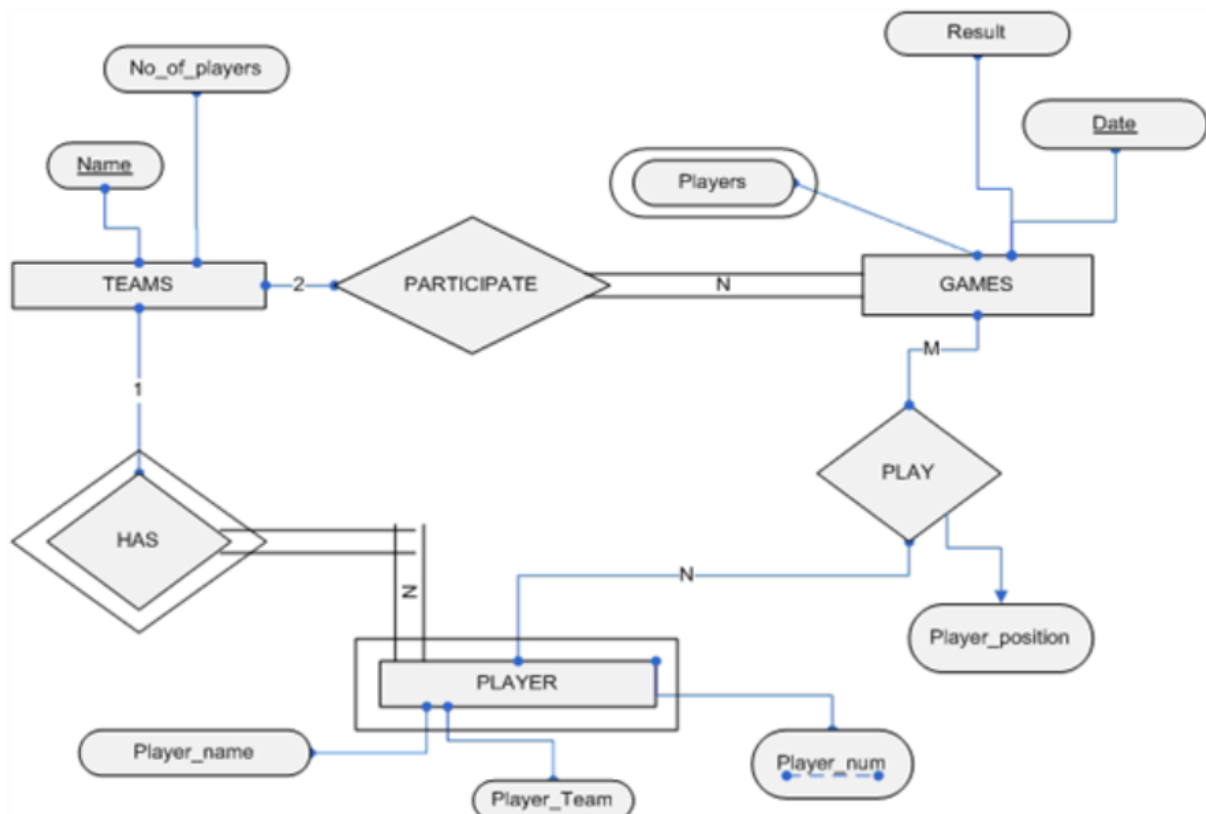 Result
No_of_players
Date
Name
Players
TEAMS
2
PARTICIPATE
N
GAMES
M
1
PLAY
HAS
N
N
Player_position
PLAYER
Player_name
Player_num
Player_Team